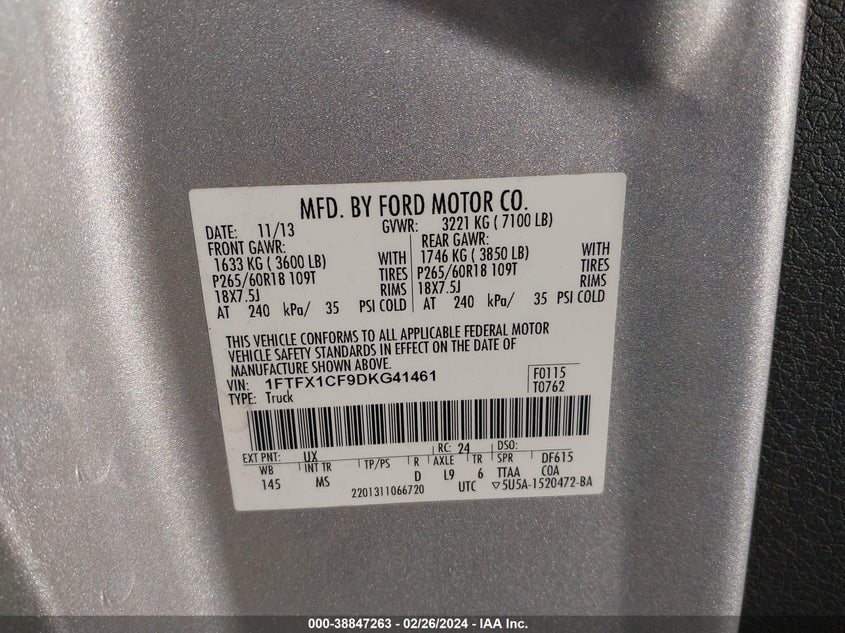 MFD. BY FORD MOTOR CO.
DATE: 11/13 GVWR: 3221 KG ( 7100 LB)
FRONT GAWR: REAR GAWR:
1633 KG ( 3600 LB) WITH 1746 KG ( 3850 LB) WITH
P265/60R18 109T TIRES P265/60R18 109T TIRES
18X7.5J RIMS 18X7.5J RIMS
AT 240 kPa/ 35 PSI COLD AT 240 kPa/ 35 PSI COLD
THIS VEHICLE CONFORMS TO ALL APPLICABLE FEDERAL MOTOR
VEHICLE SAFETY STANDARDS IN EFFECT ON THE DATE OF
MANUFACTURE SHOWN ABOVE.
VIN: 1FTFX1CF9DKG41461 F0115
TYPE: Truck T0762
EXT PNT: UX RC: 24 DSO:
WB INT TR TP/PS R AXLE TR SPR DF615
145 MS D L9 6 TTAA COA
2201311066720 UTC ▽5U5A-1520472-BA
000-38847263 - 02/26/2024 - IAA Inc.